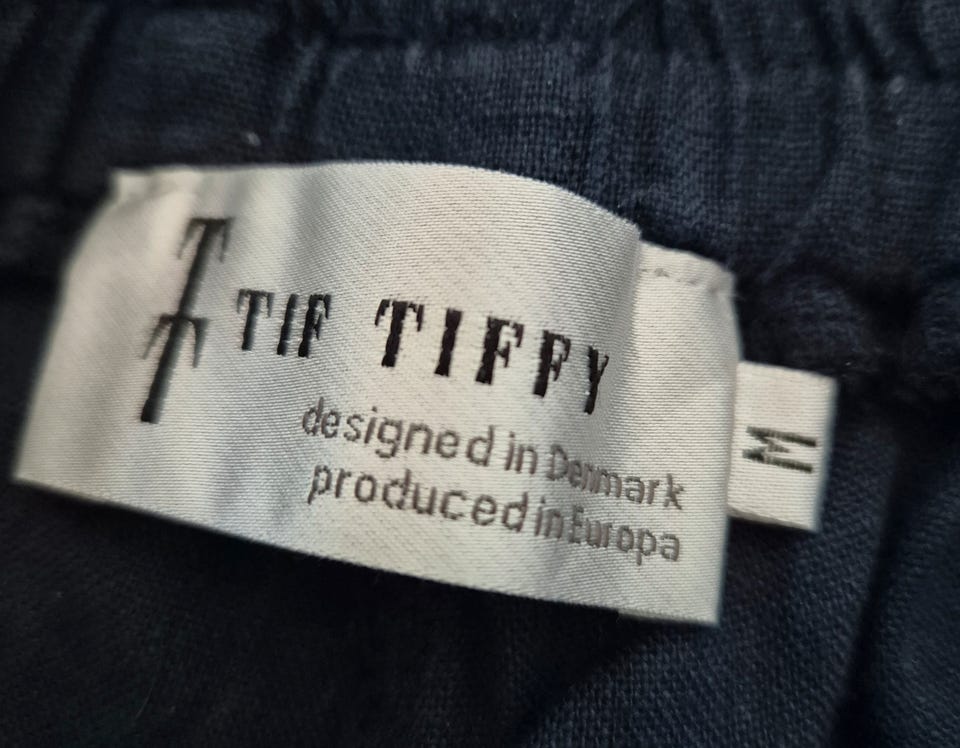 T
T
TIF TIFFY
designed in Denmark
produced in Europa
M